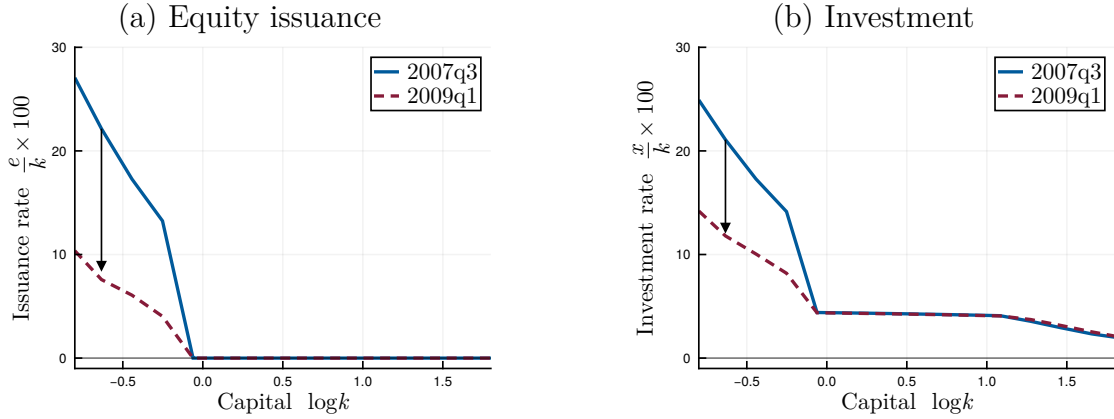 (a) Equity issuance
Issuance rate e/k × 100
30
20
10
0
2007q3
2009q1
−0.5
0.0
0.5
1.0
1.5
Capital logk
(b) Investment
Investment rate x/k × 100
30
20
10
0
2007q3
2009q1
−0.5
0.0
0.5
1.0
1.5
Capital logk